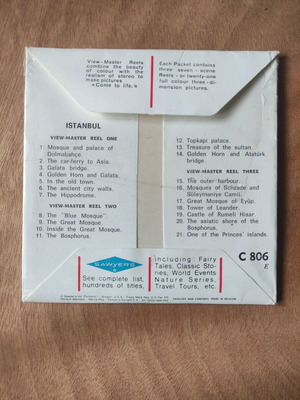 View-Master Reels
combine the beauty
of colour with the
realism of stereo to
make pictures
«Come to life.»
Each Packet contains
three seven - scene
Reels - or twenty-one
full colour three-di-
mension pictures.
ISTANBUL
VIEW-MASTER REEL ONE
1. Mosque and palace of
Dolmabahçe.
2. The car-ferry to Asia.
3. Galata bridge.
4. Golden Horn and Galata.
5. In the old town.
6. The ancient city walls.
7. The Hippodrome.
VIEW-MASTER REEL TWO
8. The "Blue Mosque".
9. The Great Mosque.
10. Inside the Great Mosque.
11. The Bosphorus.
12. Topkapi palace.
13. Treasure of the sultan.
14. Golden Horn and Atatürk
bridge.
VIEW-MASTER REEL THREE
15. The outer harbour.
16. Mosques of Schzade and
Süleymaniye Camij.
17. Great Mosque of Eyüp.
18. Tower of Leander.
19. Castle of Rumeli Hisar.
20. The asiatic shore of the
Bosphorus.
21. One of the Princes' islands.
C 806
E
SAWYERS
See complete list,
hundreds of titles,
including: Fairy
Tales, Classic Sto-
ries, World Events
Nature Series,
Travel Tours, etc.